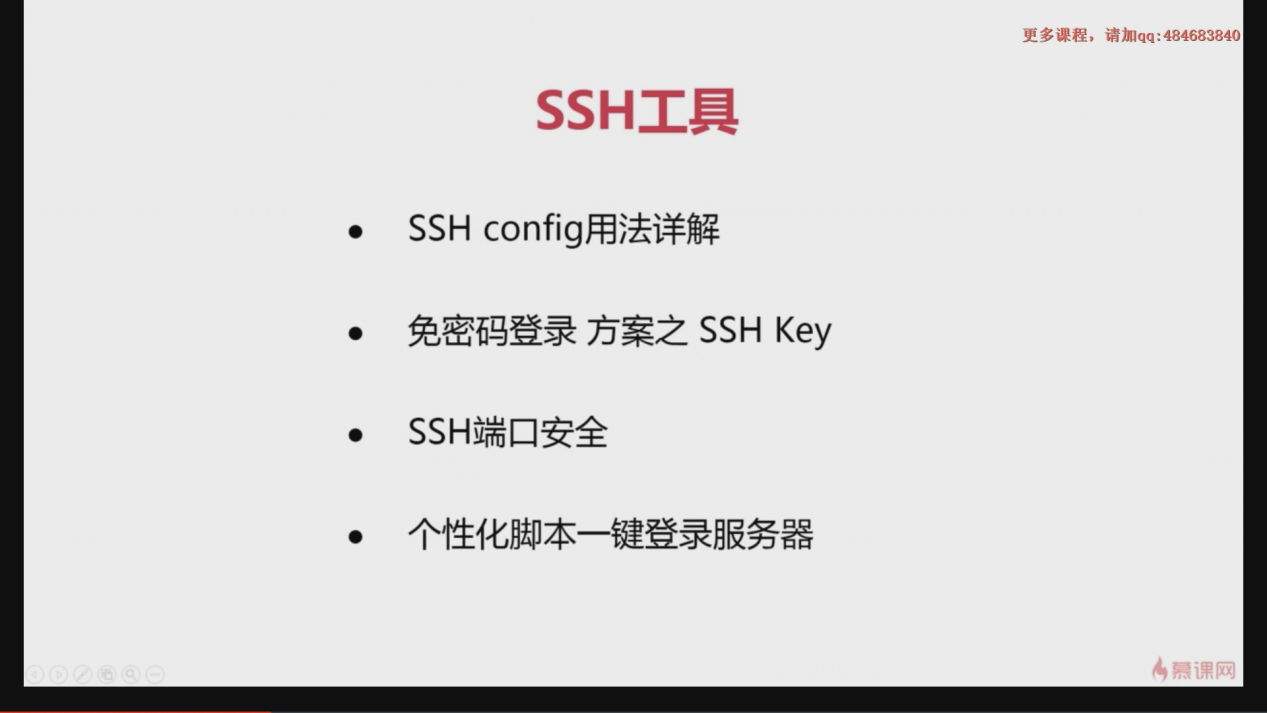 更多课程，请加qq:484683840
SSH工具
● SSH config用法详解
● 免密码登录 方案之 SSH Key
● SSH端口安全
● 个性化脚本一键登录服务器
慕课网